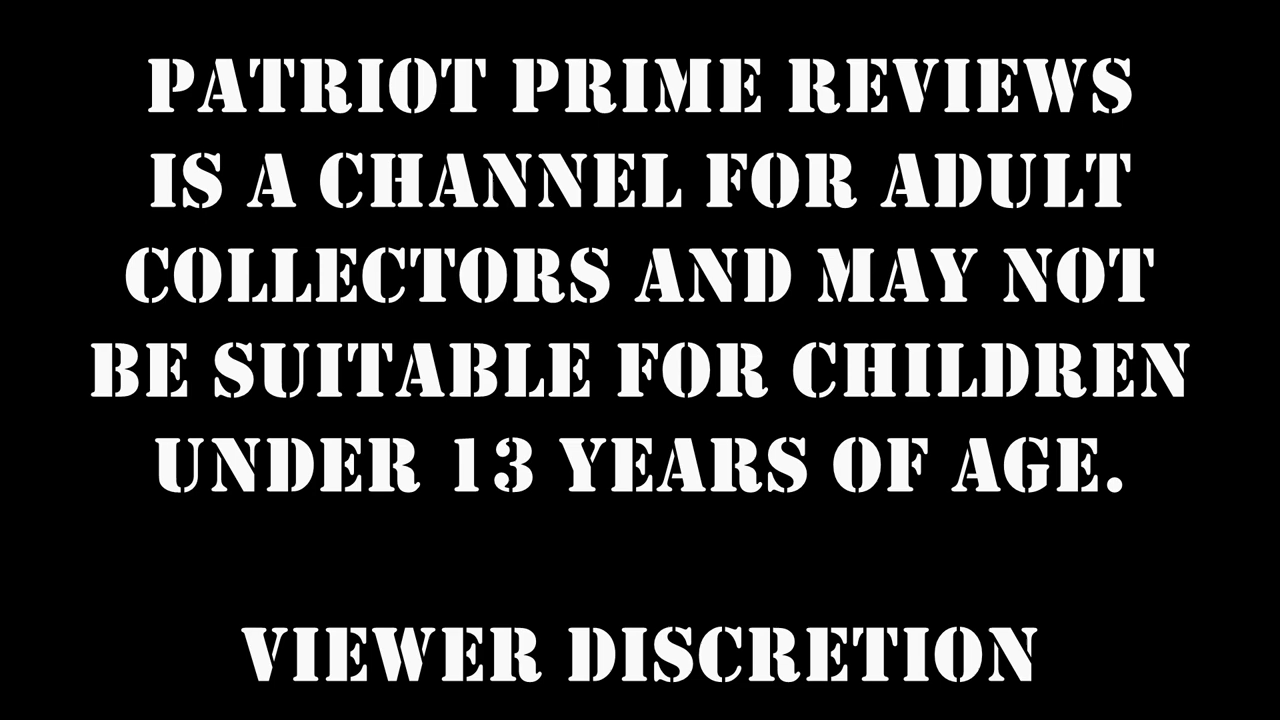 PATRIOT PRIME REVIEWS
IS A CHANNEL FOR ADULT
COLLECTORS AND MAY NOT
BE SUITABLE FOR CHILDREN
UNDER 13 YEARS OF AGE.
VIEWER DISCRETION